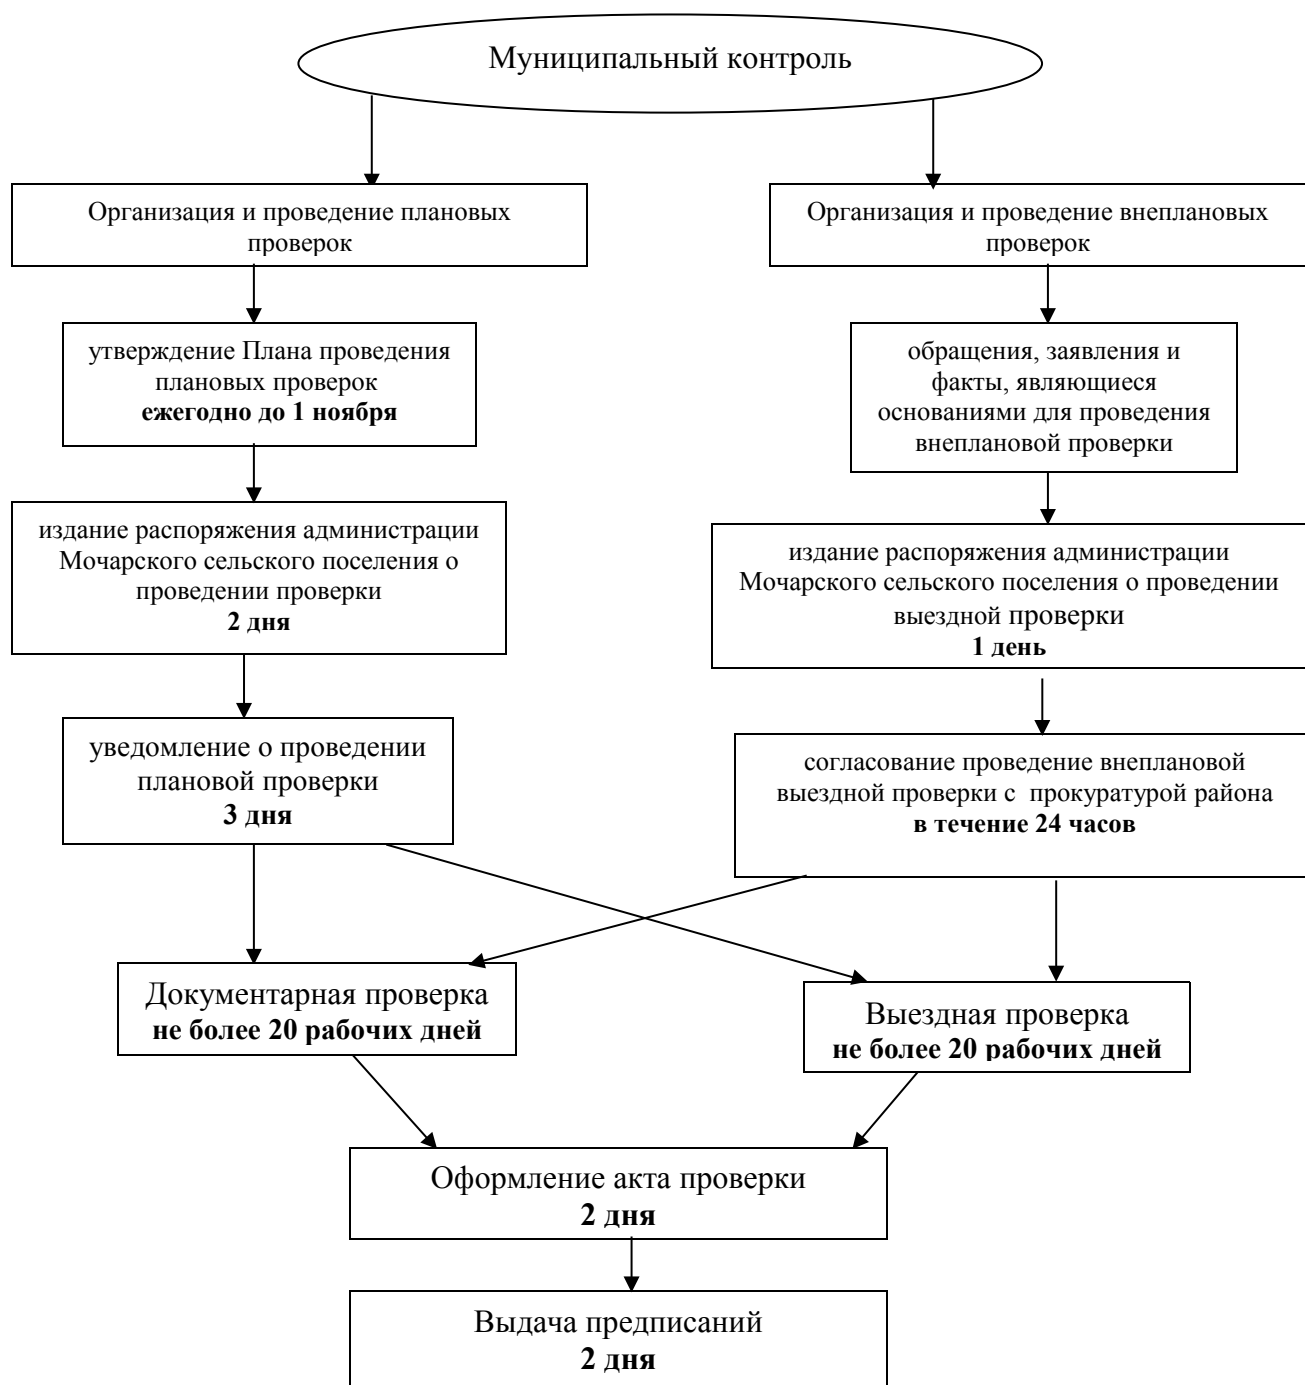 Муниципальный контроль
Организация и проведение плановых
проверок
Организация и проведение внеплановых
проверок
утверждение Плана проведения
плановых проверок
ежегодно до 1 ноября
обращения, заявления и
факты, являющиеся
основаниями для проведения
внеплановой проверки
издание распоряжения администрации
Мочарского сельского поселения о
проведении проверки
2 дня
издание распоряжения администрации
Мочарского сельского поселения о проведении
выездной проверки
1 день
уведомление о проведении
плановой проверки
3 дня
согласование проведение внеплановой
выездной проверки с прокуратурой района
в течение 24 часов
Документарная проверка
не более 20 рабочих дней
Выездная проверка
не более 20 рабочих дней
Оформление акта проверки
2 дня
Выдача предписаний
2 дня